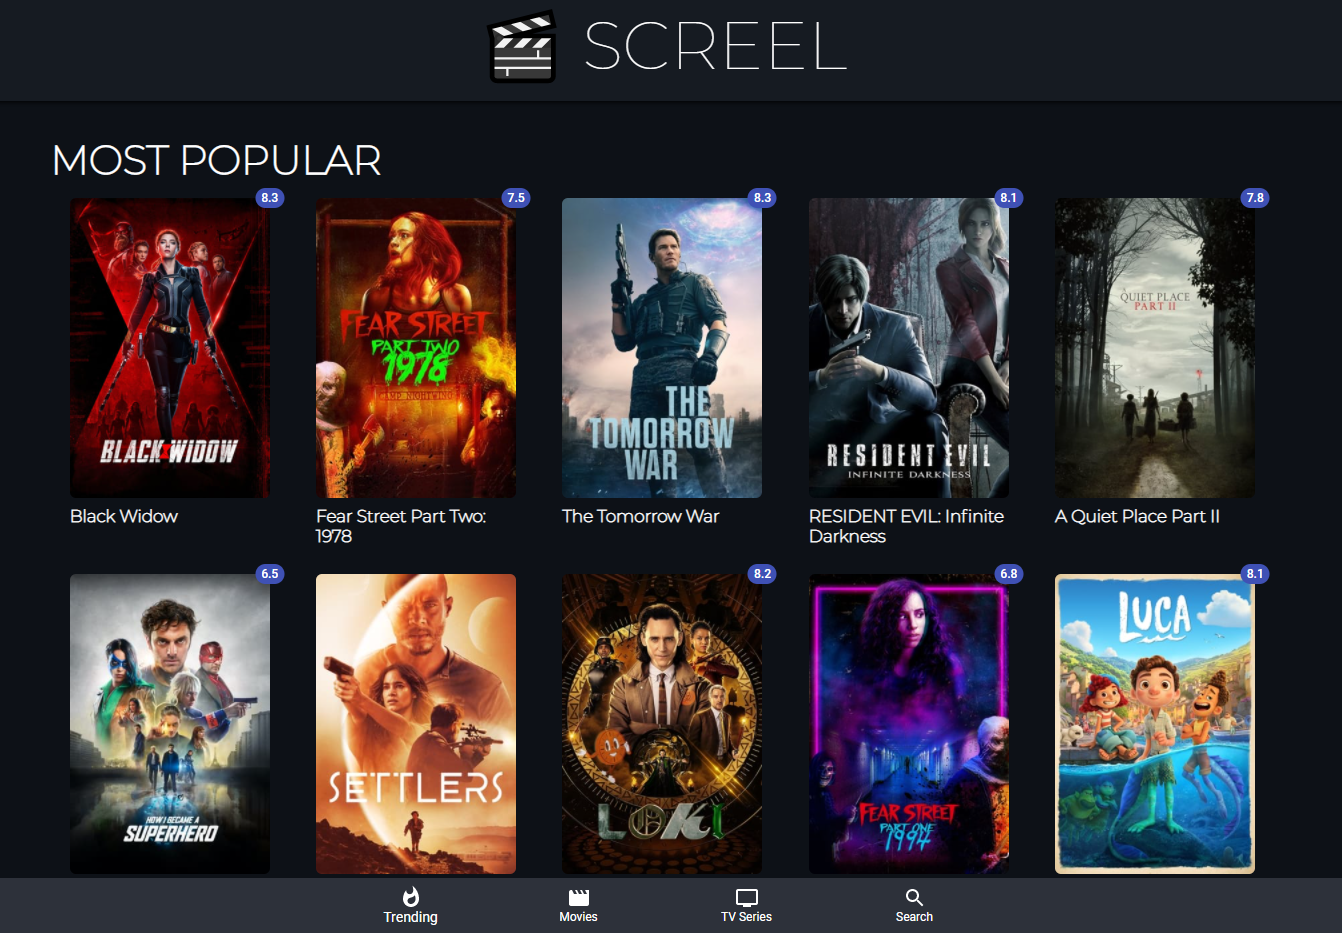 SCREEL
MOST POPULAR
8.3
7.5
8.3
8.1
7.8
BLACK WIDOW
FEAR STREET
PART TWO
1978
CAMP NIGHTWING
THE
TOMORROW
WAR
RESIDENT EVIL
INFINITE DARKNESS
A QUIET PLACE
PART II
Black Widow
Fear Street Part Two:
1978
The Tomorrow War
RESIDENT EVIL: Infinite
Darkness
A Quiet Place Part II
6.5
8.2
6.8
8.1
HOW I BECAME A
SUPERHERO
SETTLERS
LOKI
FEAR STREET
PART ONE
1994
LUCA
Trending
Movies
TV Series
Search